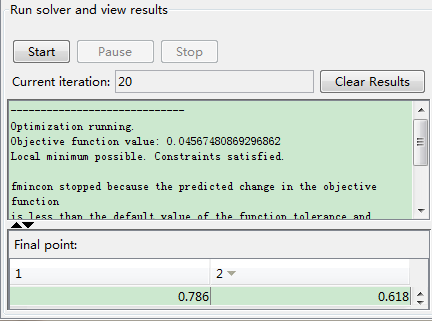 Run solver and view results
Start Pause Stop
Current iteration: 20 Clear Results
----------------------------
Optimization running.
Objective function value: 0.04567480869296862
Local minimum possible. Constraints satisfied.
fmincon stopped because the predicted change in the objective
function
is less than the default value of the function tolerance and
Final point:
1 2
0.786 0.618